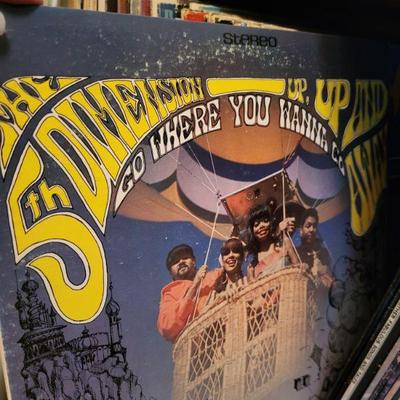 Stereo
THE
5th DIMENSION
UP, UP AND
AWAY
GO WHERE YOU WANNA GO